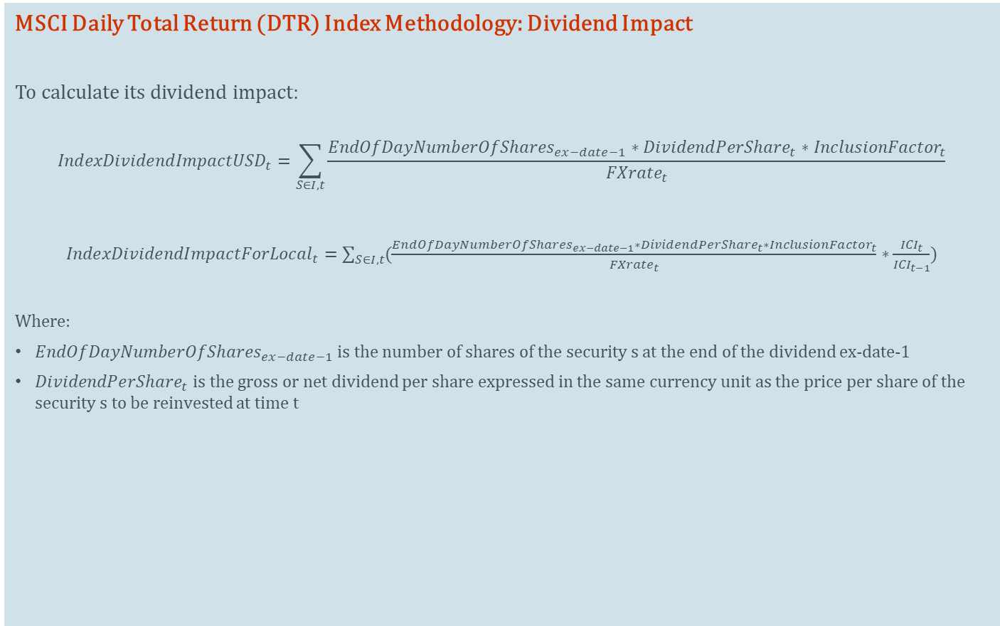 MSCI Daily Total Return (DTR) Index Methodology: Dividend Impact
To calculate its dividend impact:
$IndexDividendImpactUSD_t = \sum_{S \in I,t} \frac{EndOfDayNumberOfShares_{ex-date-1} * DividendPerShare_t * InclusionFactor_t}{FXrate_t}$
$IndexDividendImpactForLocal_t = \sum_{S \in I,t} (\frac{EndOfDayNumberOfShares_{ex-date-1} * DividendPerShare_t * InclusionFactor_t}{FXrate_t} * \frac{ICI_t}{ICI_{t-1}})$
Where:
• $EndOfDayNumberOfShares_{ex-date-1}$ is the number of shares of the security s at the end of the dividend ex-date-1
• $DividendPerShare_t$ is the gross or net dividend per share expressed in the same currency unit as the price per share of the
security s to be reinvested at time t